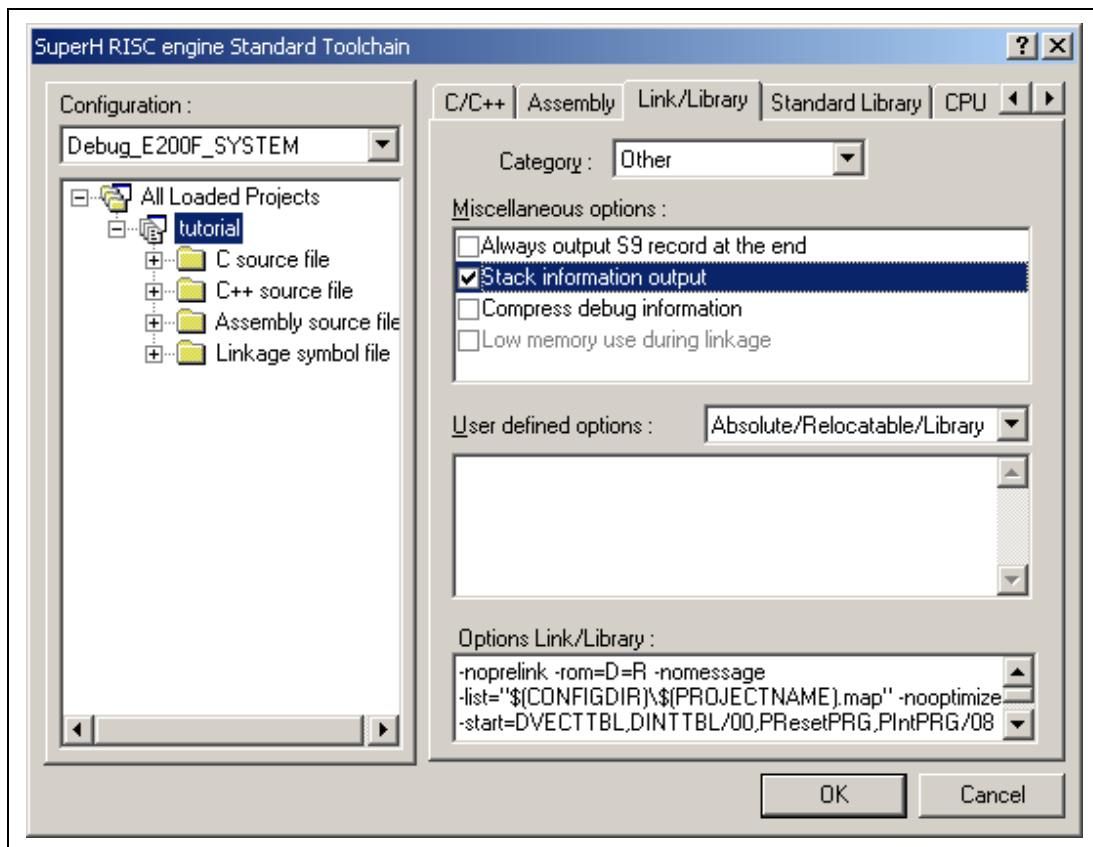 SuperH RISC engine Standard Toolchain
Configuration :
Debug_E200F_SYSTEM
All Loaded Projects
tutorial
C source file
C++ source file
Assembly source file
Linkage symbol file
C/C++ Assembly Link/Library Standard Library CPU
Category : Other
Miscellaneous options :
Always output S9 record at the end
Stack information output
Compress debug information
Low memory use during linkage
User defined options : Absolute/Relocatable/Library
Options Link/Library :
-noprelink -rom=D=R -nomessage
-list="$(CONFIGDIR)\$(PROJECTNAME).map" -nooptimize
-start=DVECTTBL,DINTTBL/00,PResetPRG,PIntPRG/08
OK Cancel